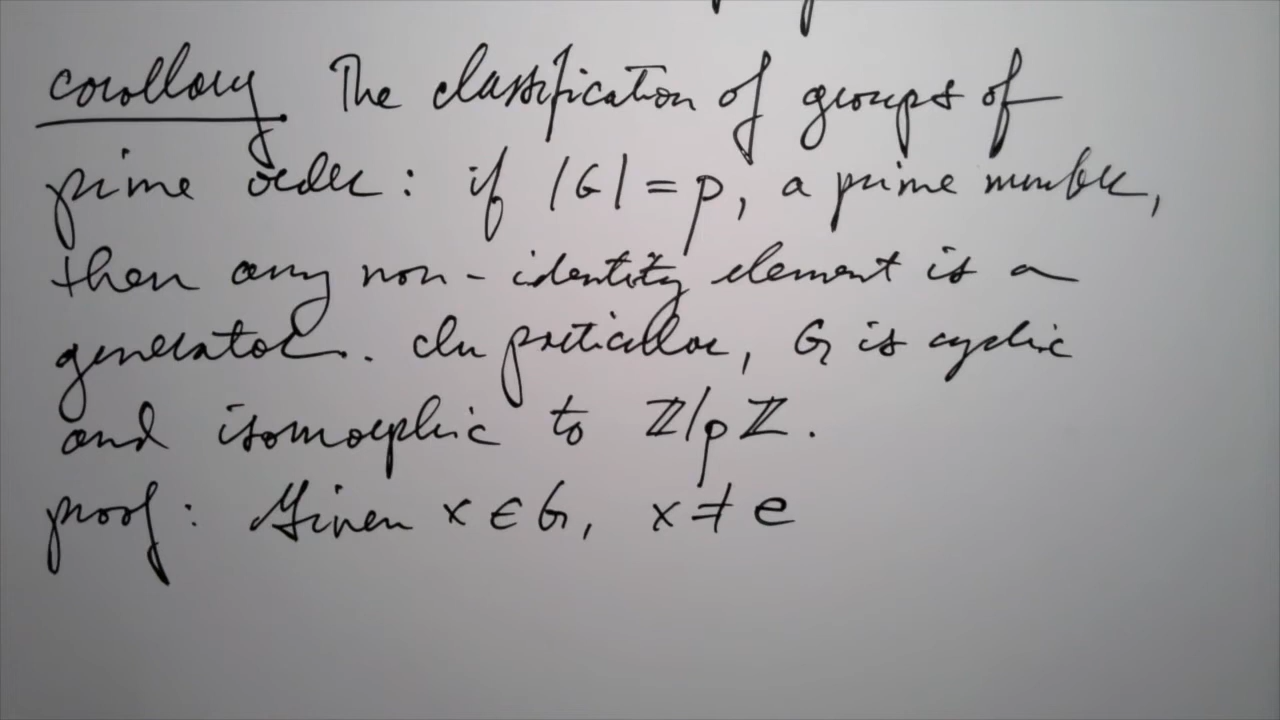 corollary. The classification of groups of
prime order: if |G| = p, a prime number,
then any non-identity element is a
generator. In particular, G is cyclic
and isomorphic to ℤ/pℤ.
proof: Given x ∈ G, x ≠ e